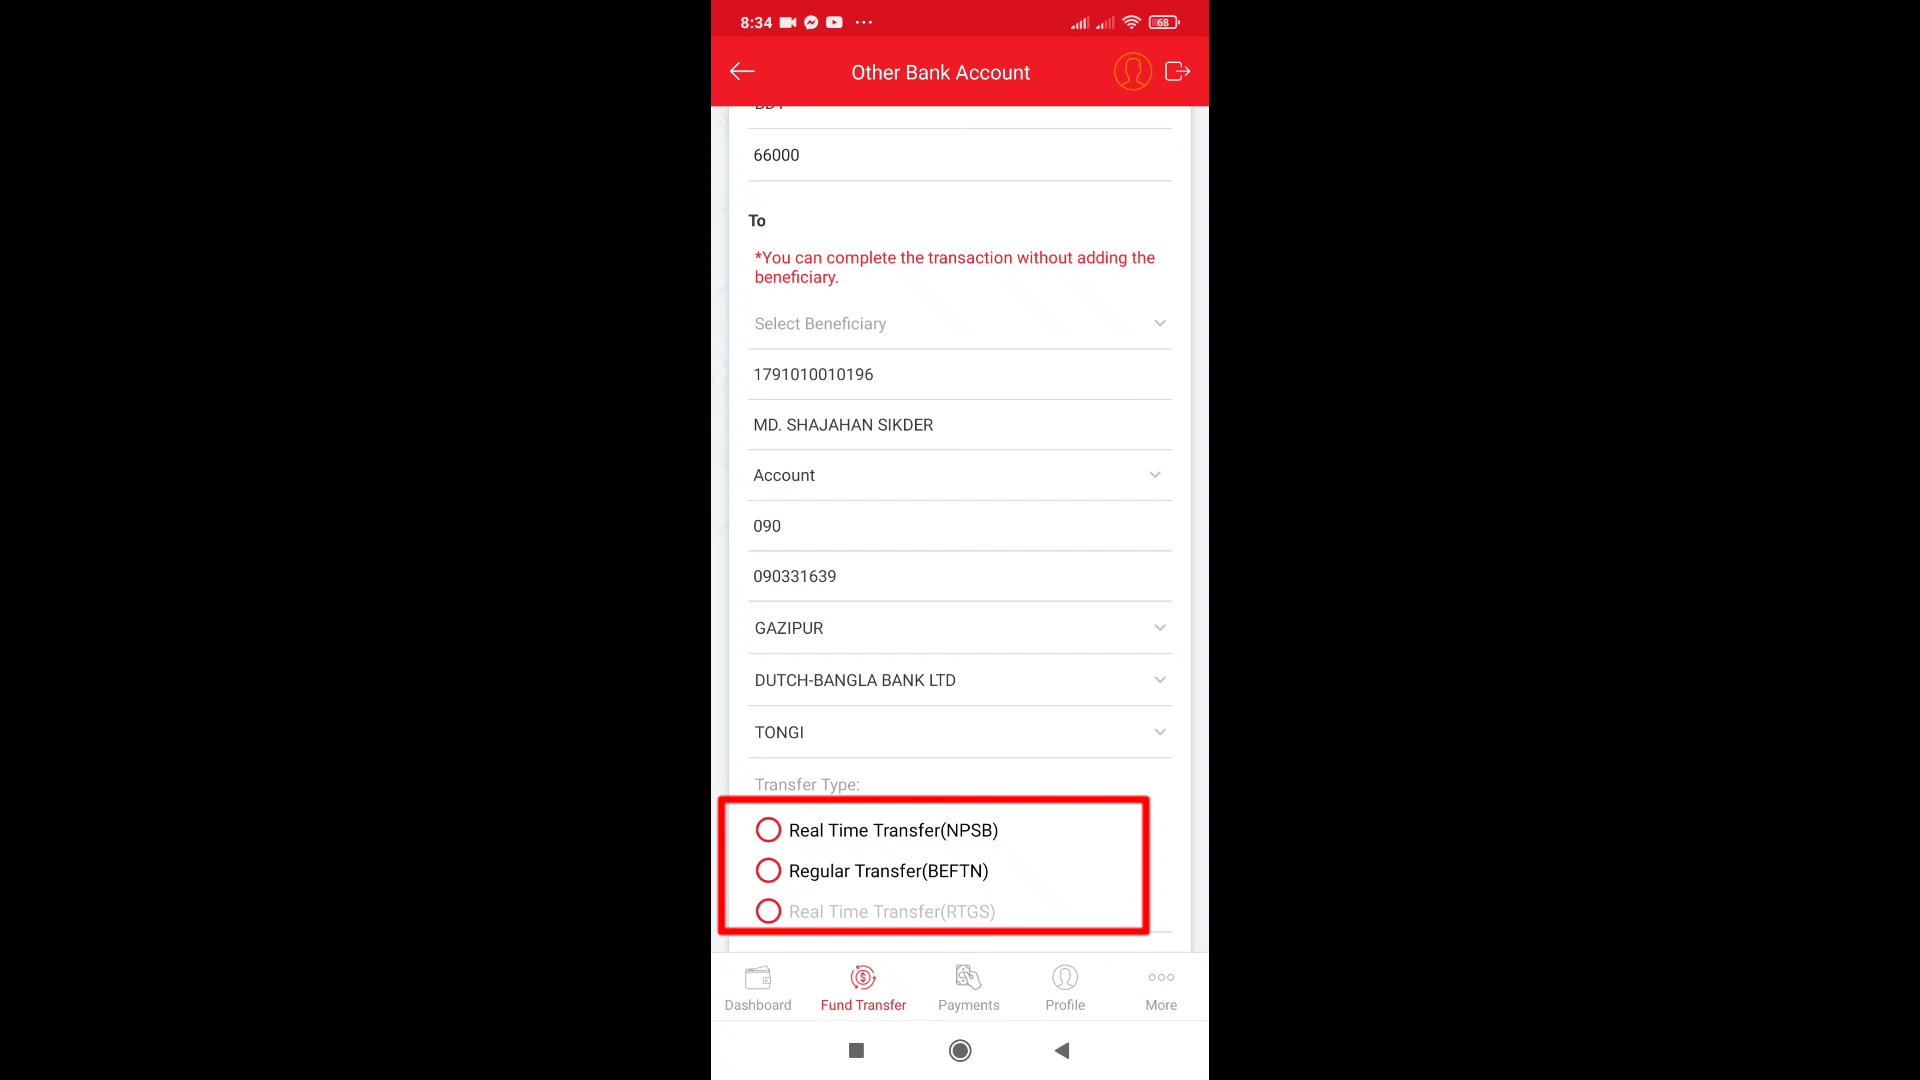 8:34
68
Other Bank Account
66000
To
*You can complete the transaction without adding the
beneficiary.
Select Beneficiary
1791010010196
MD. SHAJAHAN SIKDER
Account
090
090331639
GAZIPUR
DUTCH-BANGLA BANK LTD
TONGI
Transfer Type:
Real Time Transfer(NPSB)
Regular Transfer(BEFTN)
Real Time Transfer(RTGS)
Dashboard
Fund Transfer
Payments
Profile
More